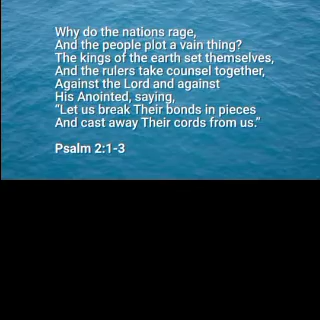 Why do the nations rage,
And the people plot a vain thing?
The kings of the earth set themselves,
And the rulers take counsel together,
Against the Lord and against
His Anointed, saying,
“Let us break Their bonds in pieces
And cast away Their cords from us.”
Psalm 2:1-3